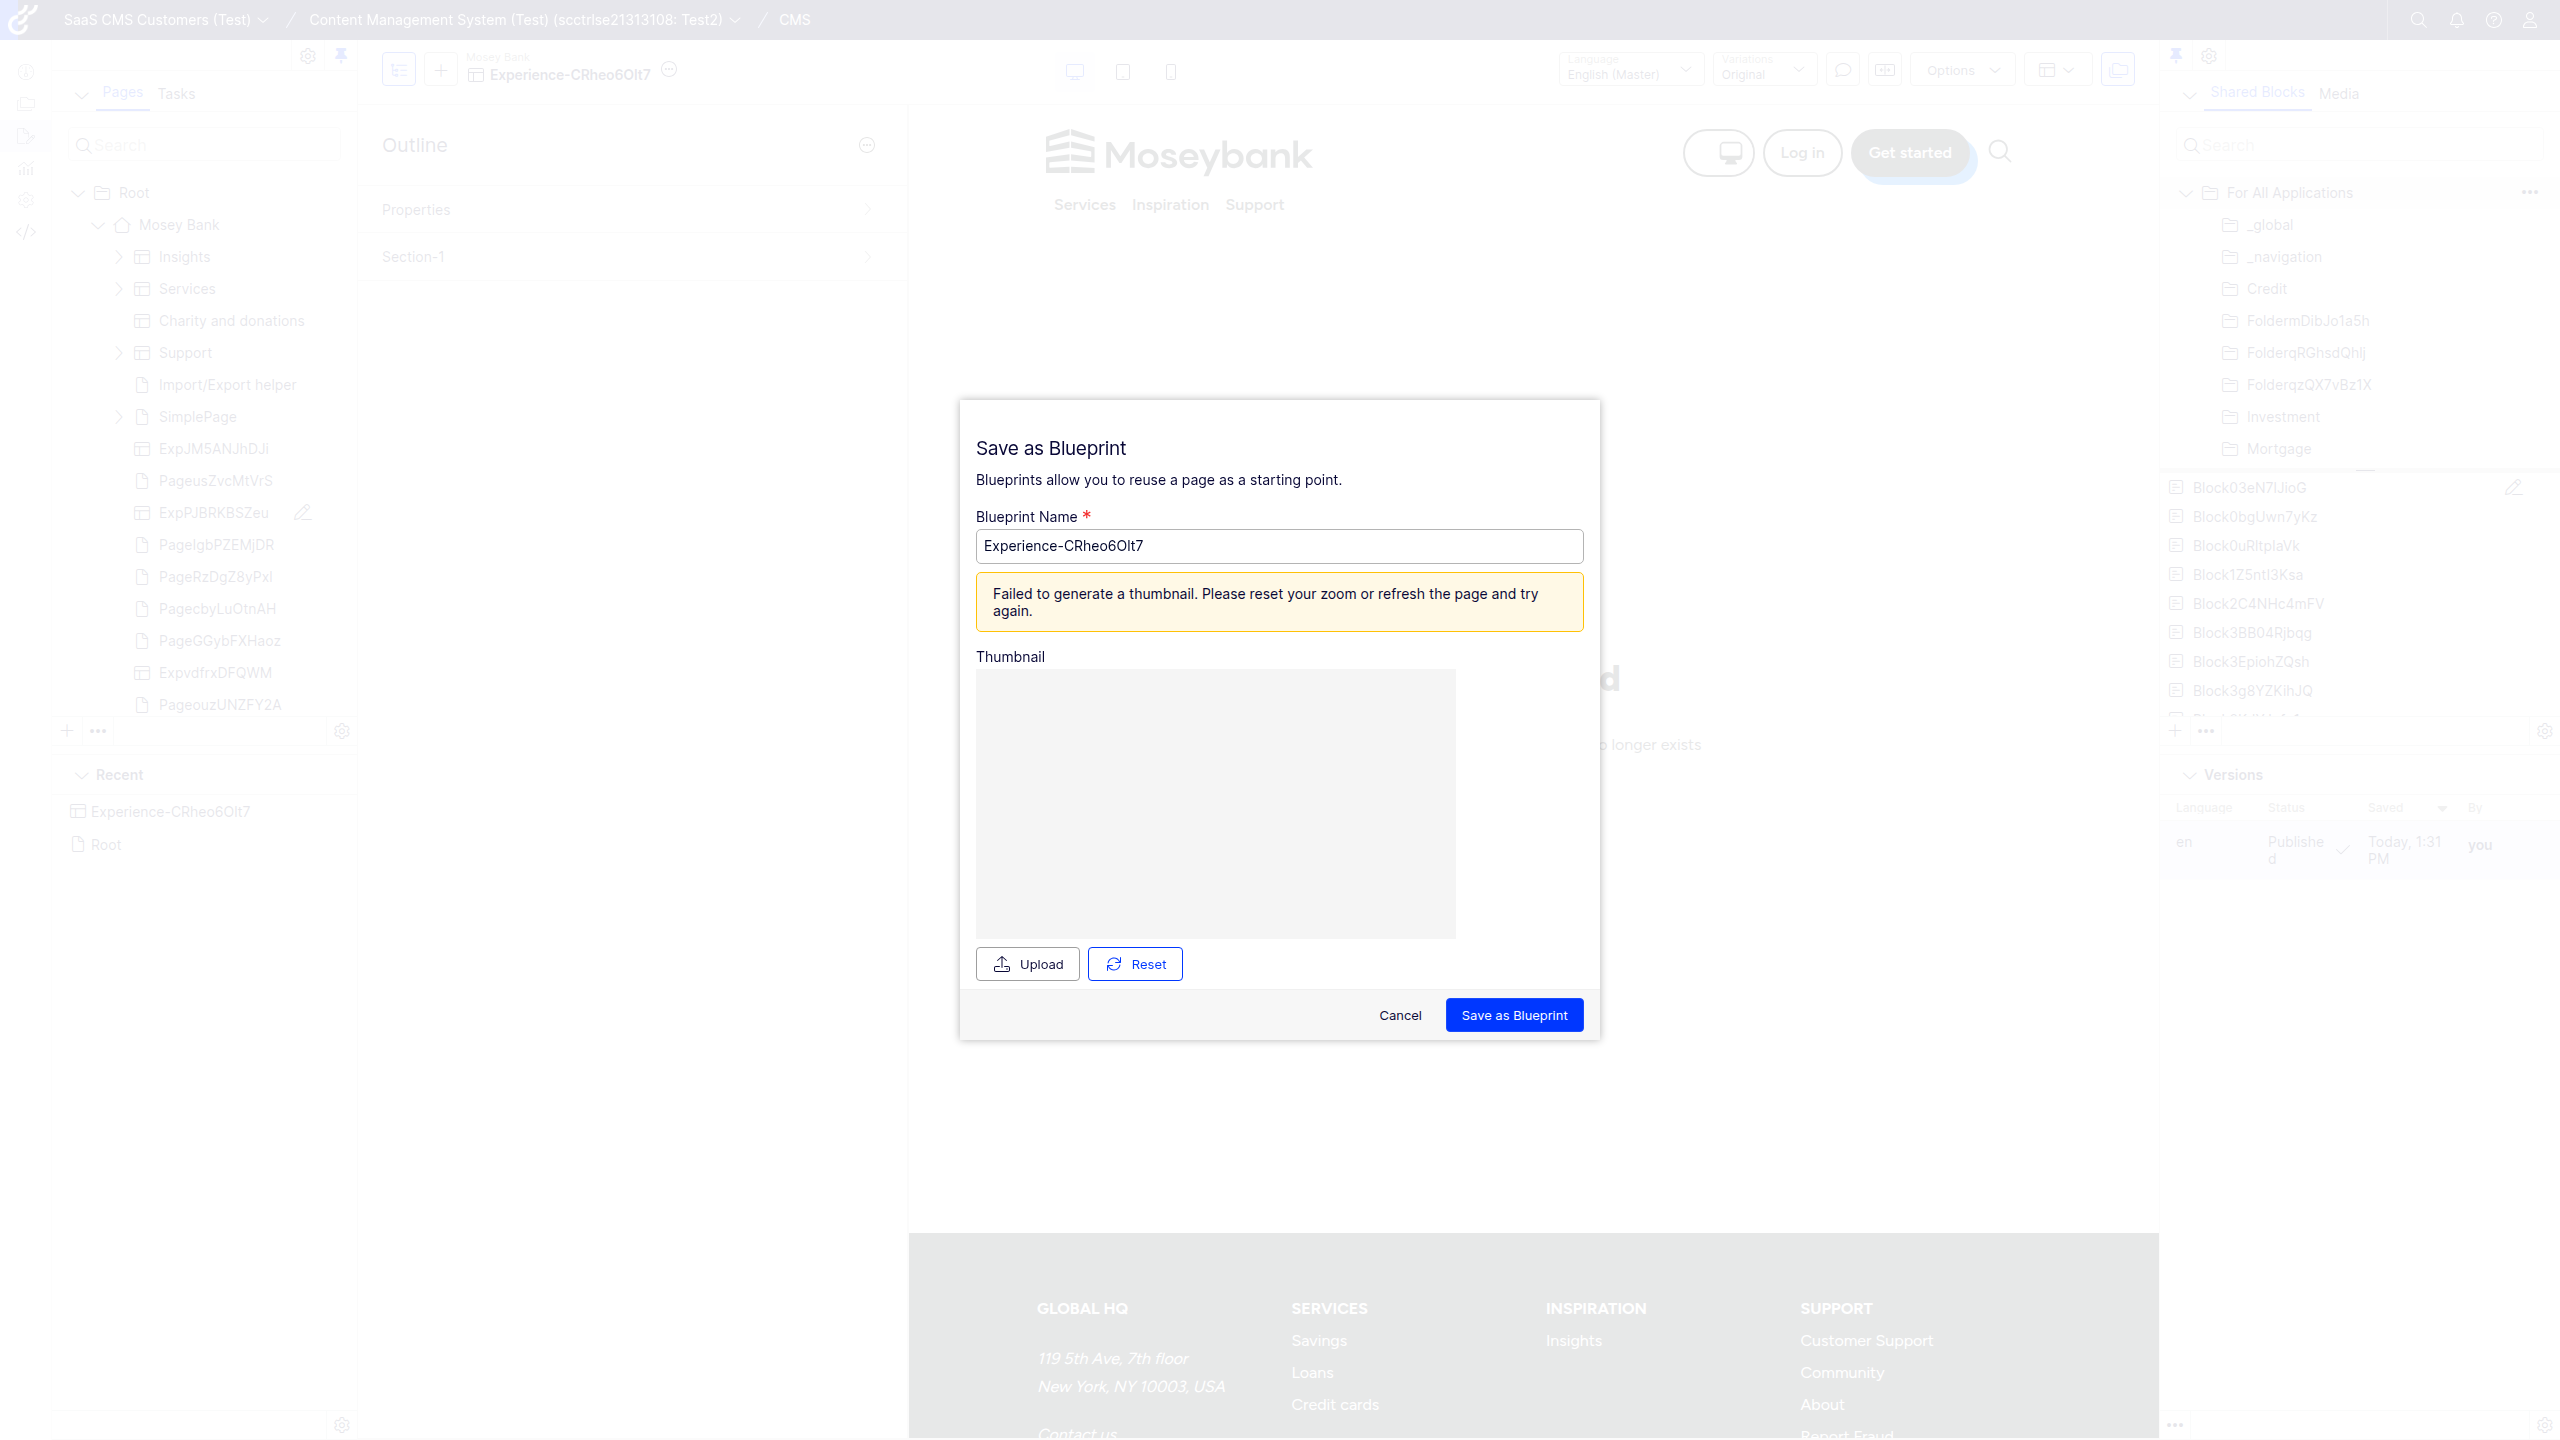 SaaS CMS Customers (Test) / Content Management System (Test) (scctrlse21313108: Test2) / CMS
Pages Tasks
Search
Root
Mosey Bank
Insights
Services
Charity and donations
Support
Import/Export helper
SimplePage
ExpJM5ANJhDJi
PageusZvcMtVrS
ExpPJBRKBSZeu
PageIgbPZEMjDR
PageRzDgZ8yPxI
PagecbyLuOtnAH
PageGGybFXHaoz
ExpvdfrxDFQWM
PageouzUNZFY2A
Recent
Experience-CRheo6Olt7
Root
Mosey Bank
Experience-CRheo6Olt7
Language
English (Master)
Variations
Original
Options
Outline
Properties
Section-1
Moseybank
Log in
Get started
Services Inspiration Support
d
o longer exists
Save as Blueprint
Blueprints allow you to reuse a page as a starting point.
Blueprint Name *
Experience-CRheo6Olt7
Failed to generate a thumbnail. Please reset your zoom or refresh the page and try
again.
Thumbnail
Upload
Reset
Cancel
Save as Blueprint
GLOBAL HQ
119 5th Ave, 7th floor
New York, NY 10003, USA
Contact us
SERVICES
Savings
Loans
Credit cards
INSPIRATION
Insights
SUPPORT
Customer Support
Community
About
Report Fraud
Shared Blocks Media
Search
For All Applications
_global
_navigation
Credit
FoldermDibJo1a5h
FolderqRGhsdQhlj
FolderqzQX7vBz1X
Investment
Mortgage
Block03eN7lJioG
Block0bgUwn7yKz
Block0uRltplaVk
Block1Z5ntI3Ksa
Block2C4NHc4mFV
Block3BB04Rjbqg
Block3EpiohZQsh
Block3g8YZKihJQ
Versions
Language Status Saved By
en Publishe Today, 1:31 you
d PM